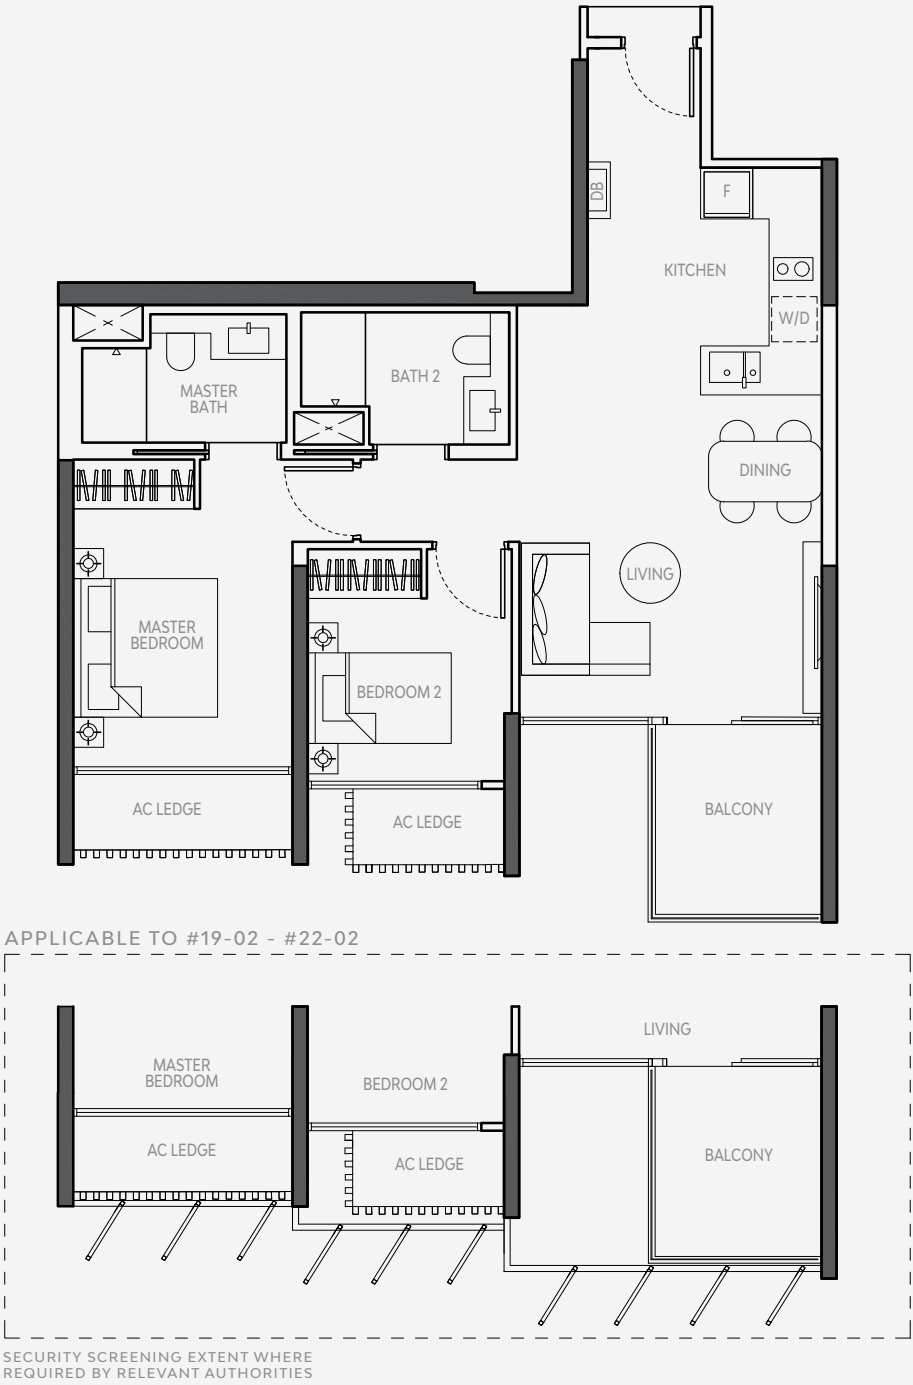 DB
F
KITCHEN
W/D
MASTER
BATH
BATH 2
DINING
LIVING
MASTER
BEDROOM
BEDROOM 2
AC LEDGE
AC LEDGE
BALCONY
APPLICABLE TO #19-02 - #22-02
LIVING
MASTER
BEDROOM
BEDROOM 2
AC LEDGE
AC LEDGE
BALCONY
SECURITY SCREENING EXTENT WHERE
REQUIRED BY RELEVANT AUTHORITIES